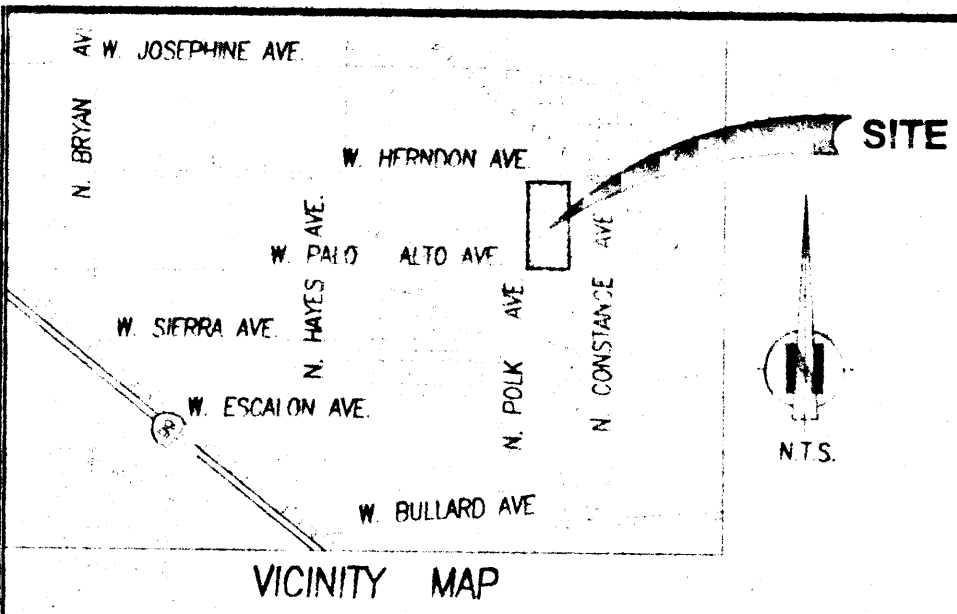 W. JOSEPHINE AVE.
N. BRYAN AV.
SITE
W. HERNDON AVE.
W. PALO ALTO AVE.
N. HAYES AVE.
N. POLK AVE.
N. CONSTANCE AVE
W. SIERRA AVE.
W. ESCALON AVE.
N
N.T.S.
W. BULLARD AVE
VICINITY MAP